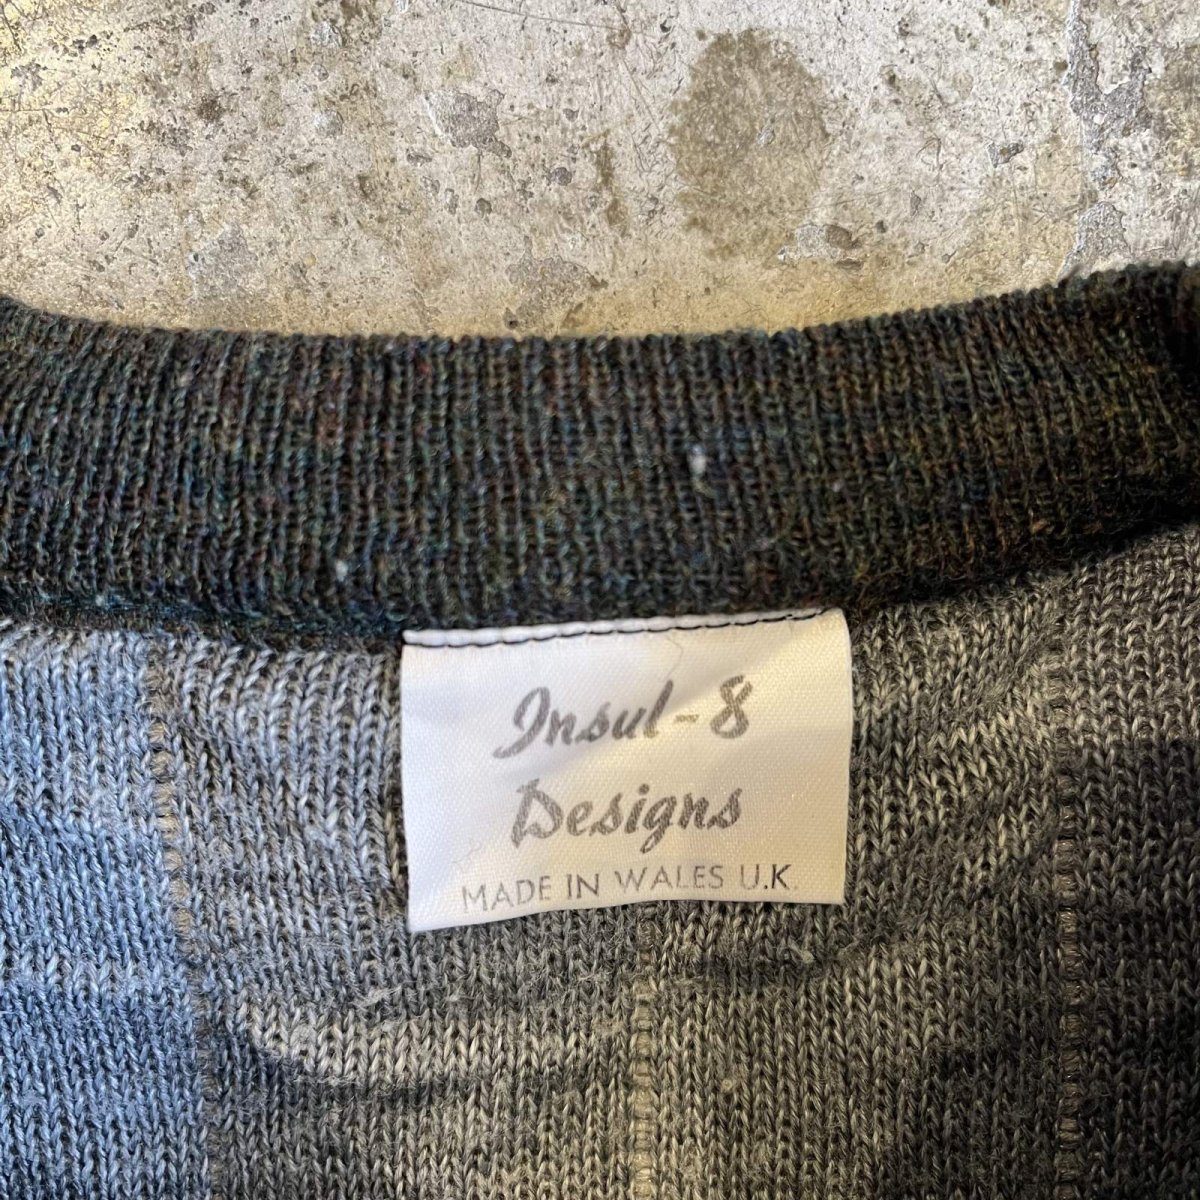 Insul-8
Designs
MADE IN WALES U.K.